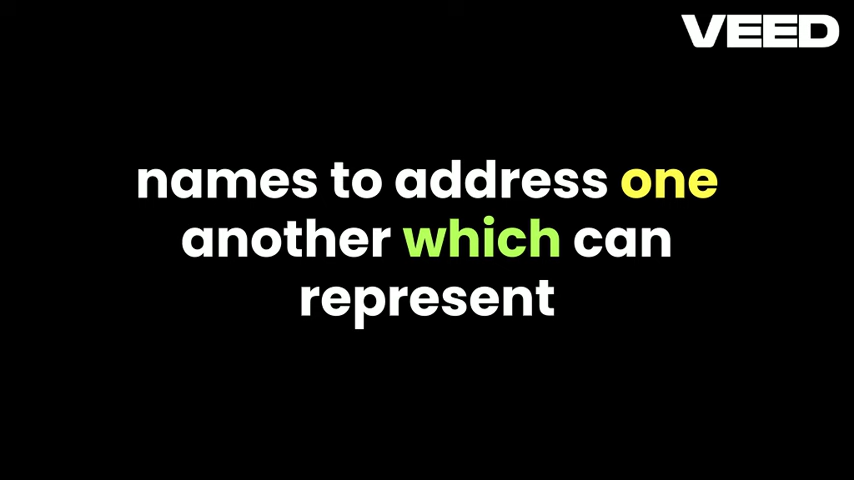 VEED
names to address one
another which can
represent